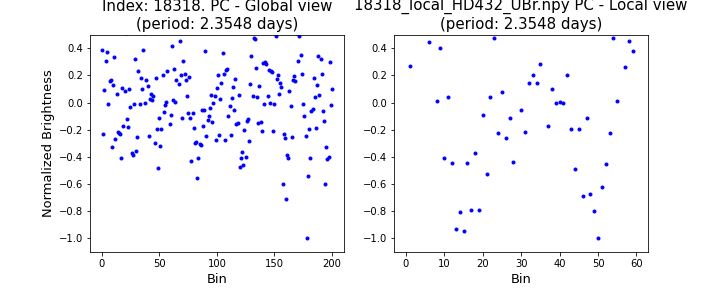 Index: 18318. PC - Global view
(period: 2.3548 days)
18318_local_HD432_UBr.npy PC - Local view
(period: 2.3548 days)
Normalized Brightness
0.4
0.2
0.0
−0.2
−0.4
−0.6
−0.8
−1.0
0 50 100 150 200
Bin
0.4
0.2
0.0
−0.2
−0.4
−0.6
−0.8
−1.0
0 10 20 30 40 50 60
Bin